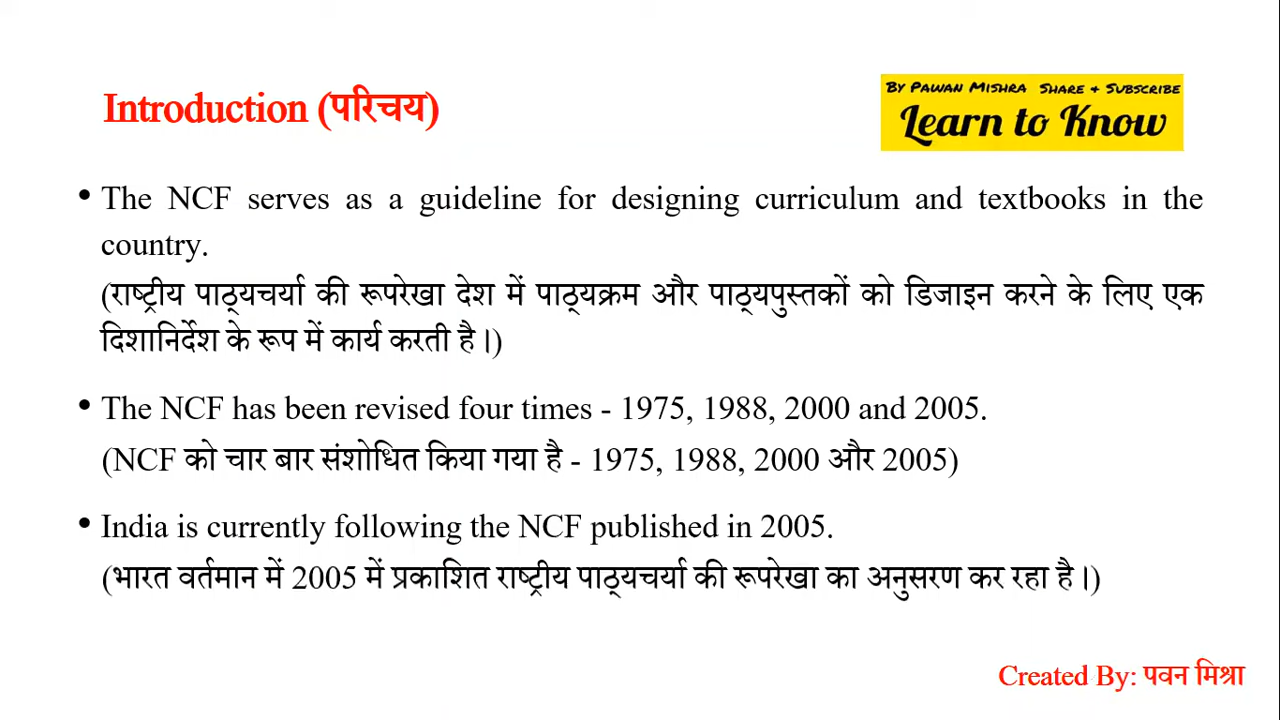 Introduction (परिचय)
By Pawan Mishra Share & Subscribe
Learn to Know
• The NCF serves as a guideline for designing curriculum and textbooks in the
country.
(राष्ट्रीय पाठ्यचर्या की रूपरेखा देश में पाठ्यक्रम और पाठ्यपुस्तकों को डिजाइन करने के लिए एक
दिशानिर्देश के रूप में कार्य करती है।)
• The NCF has been revised four times - 1975, 1988, 2000 and 2005.
(NCF को चार बार संशोधित किया गया है - 1975, 1988, 2000 और 2005)
• India is currently following the NCF published in 2005.
(भारत वर्तमान में 2005 में प्रकाशित राष्ट्रीय पाठ्यचर्या की रूपरेखा का अनुसरण कर रहा है।)
Created By: पवन मिश्रा